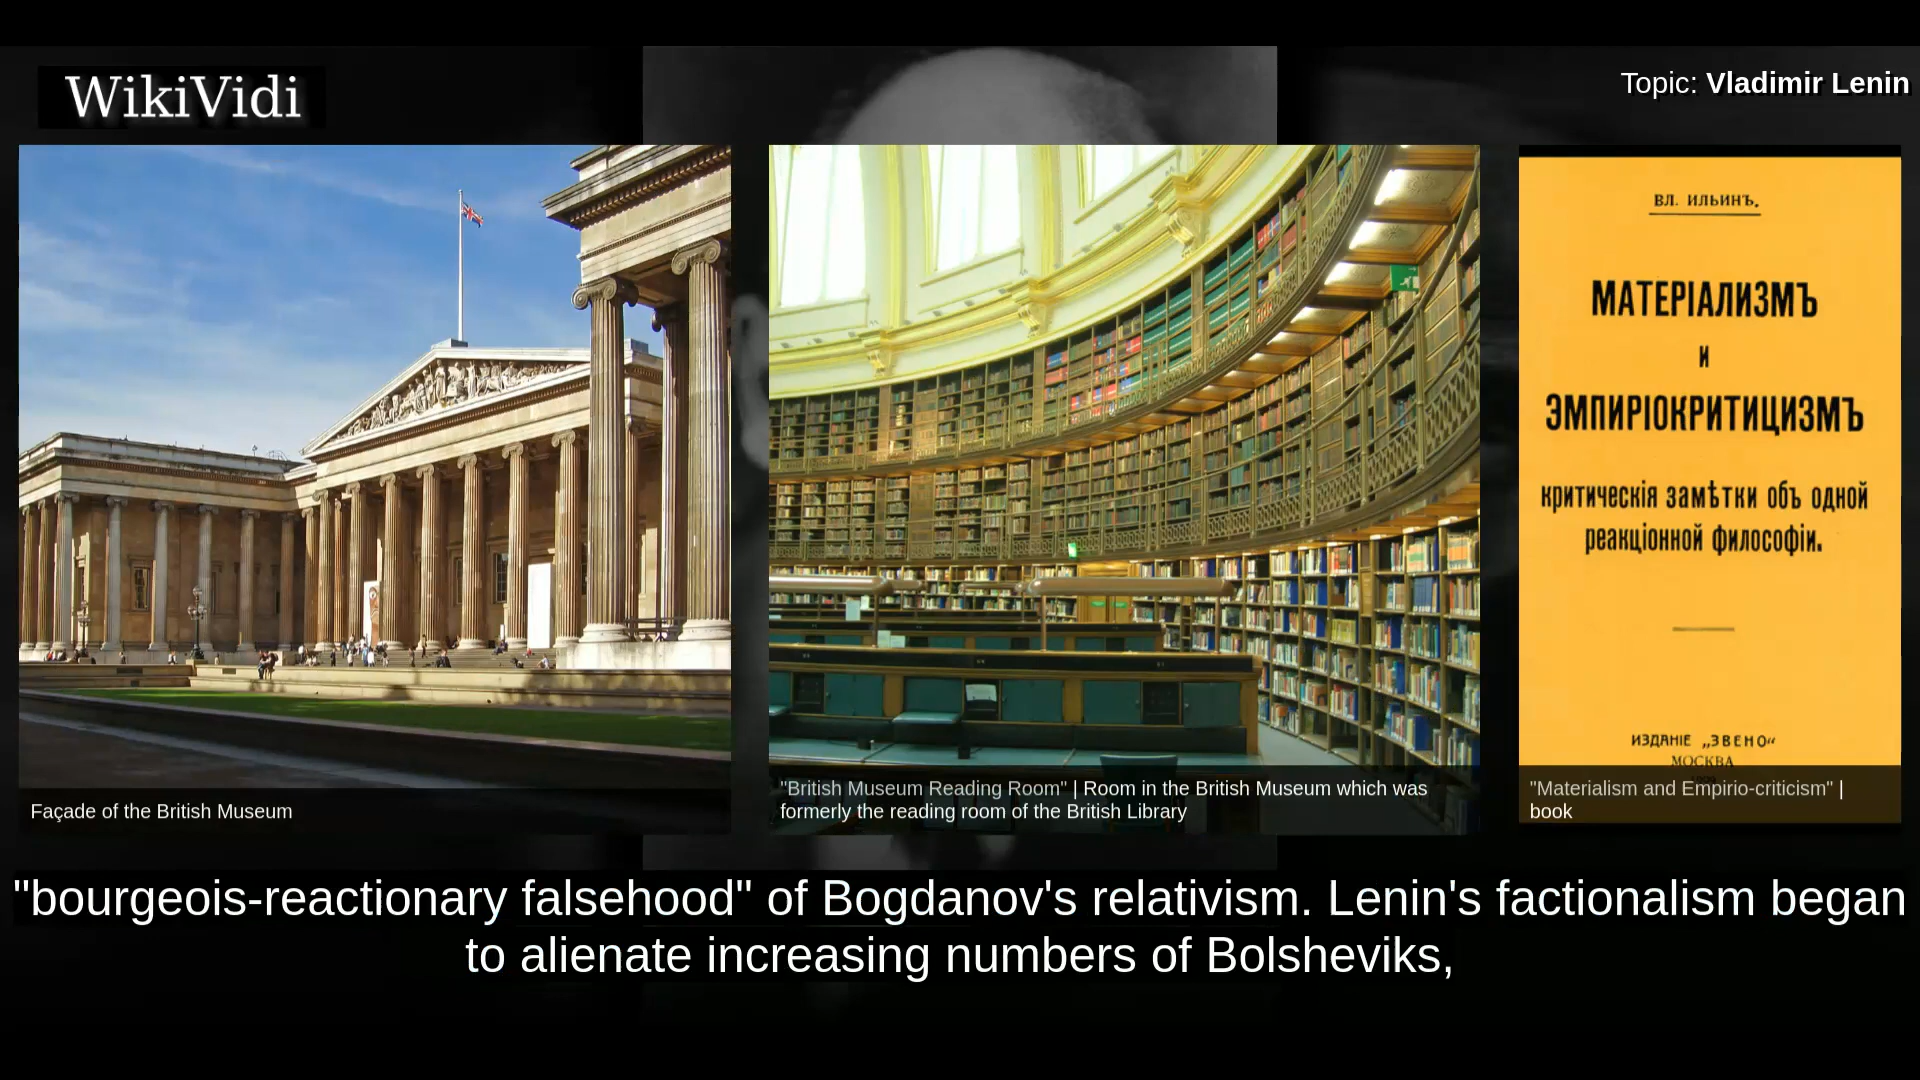 WikiVidi
Topic: Vladimir Lenin
ВЛ. ИЛЬИНЪ.
МАТЕРІАЛИЗМЪ
и
ЭМПИРІОКРИТИЦИЗМЪ
критическія замѣтки объ одной
реакціонной философіи.
ИЗДАНІЕ „ЗВЕНО“
МОСКВА
Façade of the British Museum
"British Museum Reading Room" | Room in the British Museum which was
formerly the reading room of the British Library
"Materialism and Empirio-criticism" |
book
"bourgeois-reactionary falsehood" of Bogdanov's relativism. Lenin's factionalism began
to alienate increasing numbers of Bolsheviks,